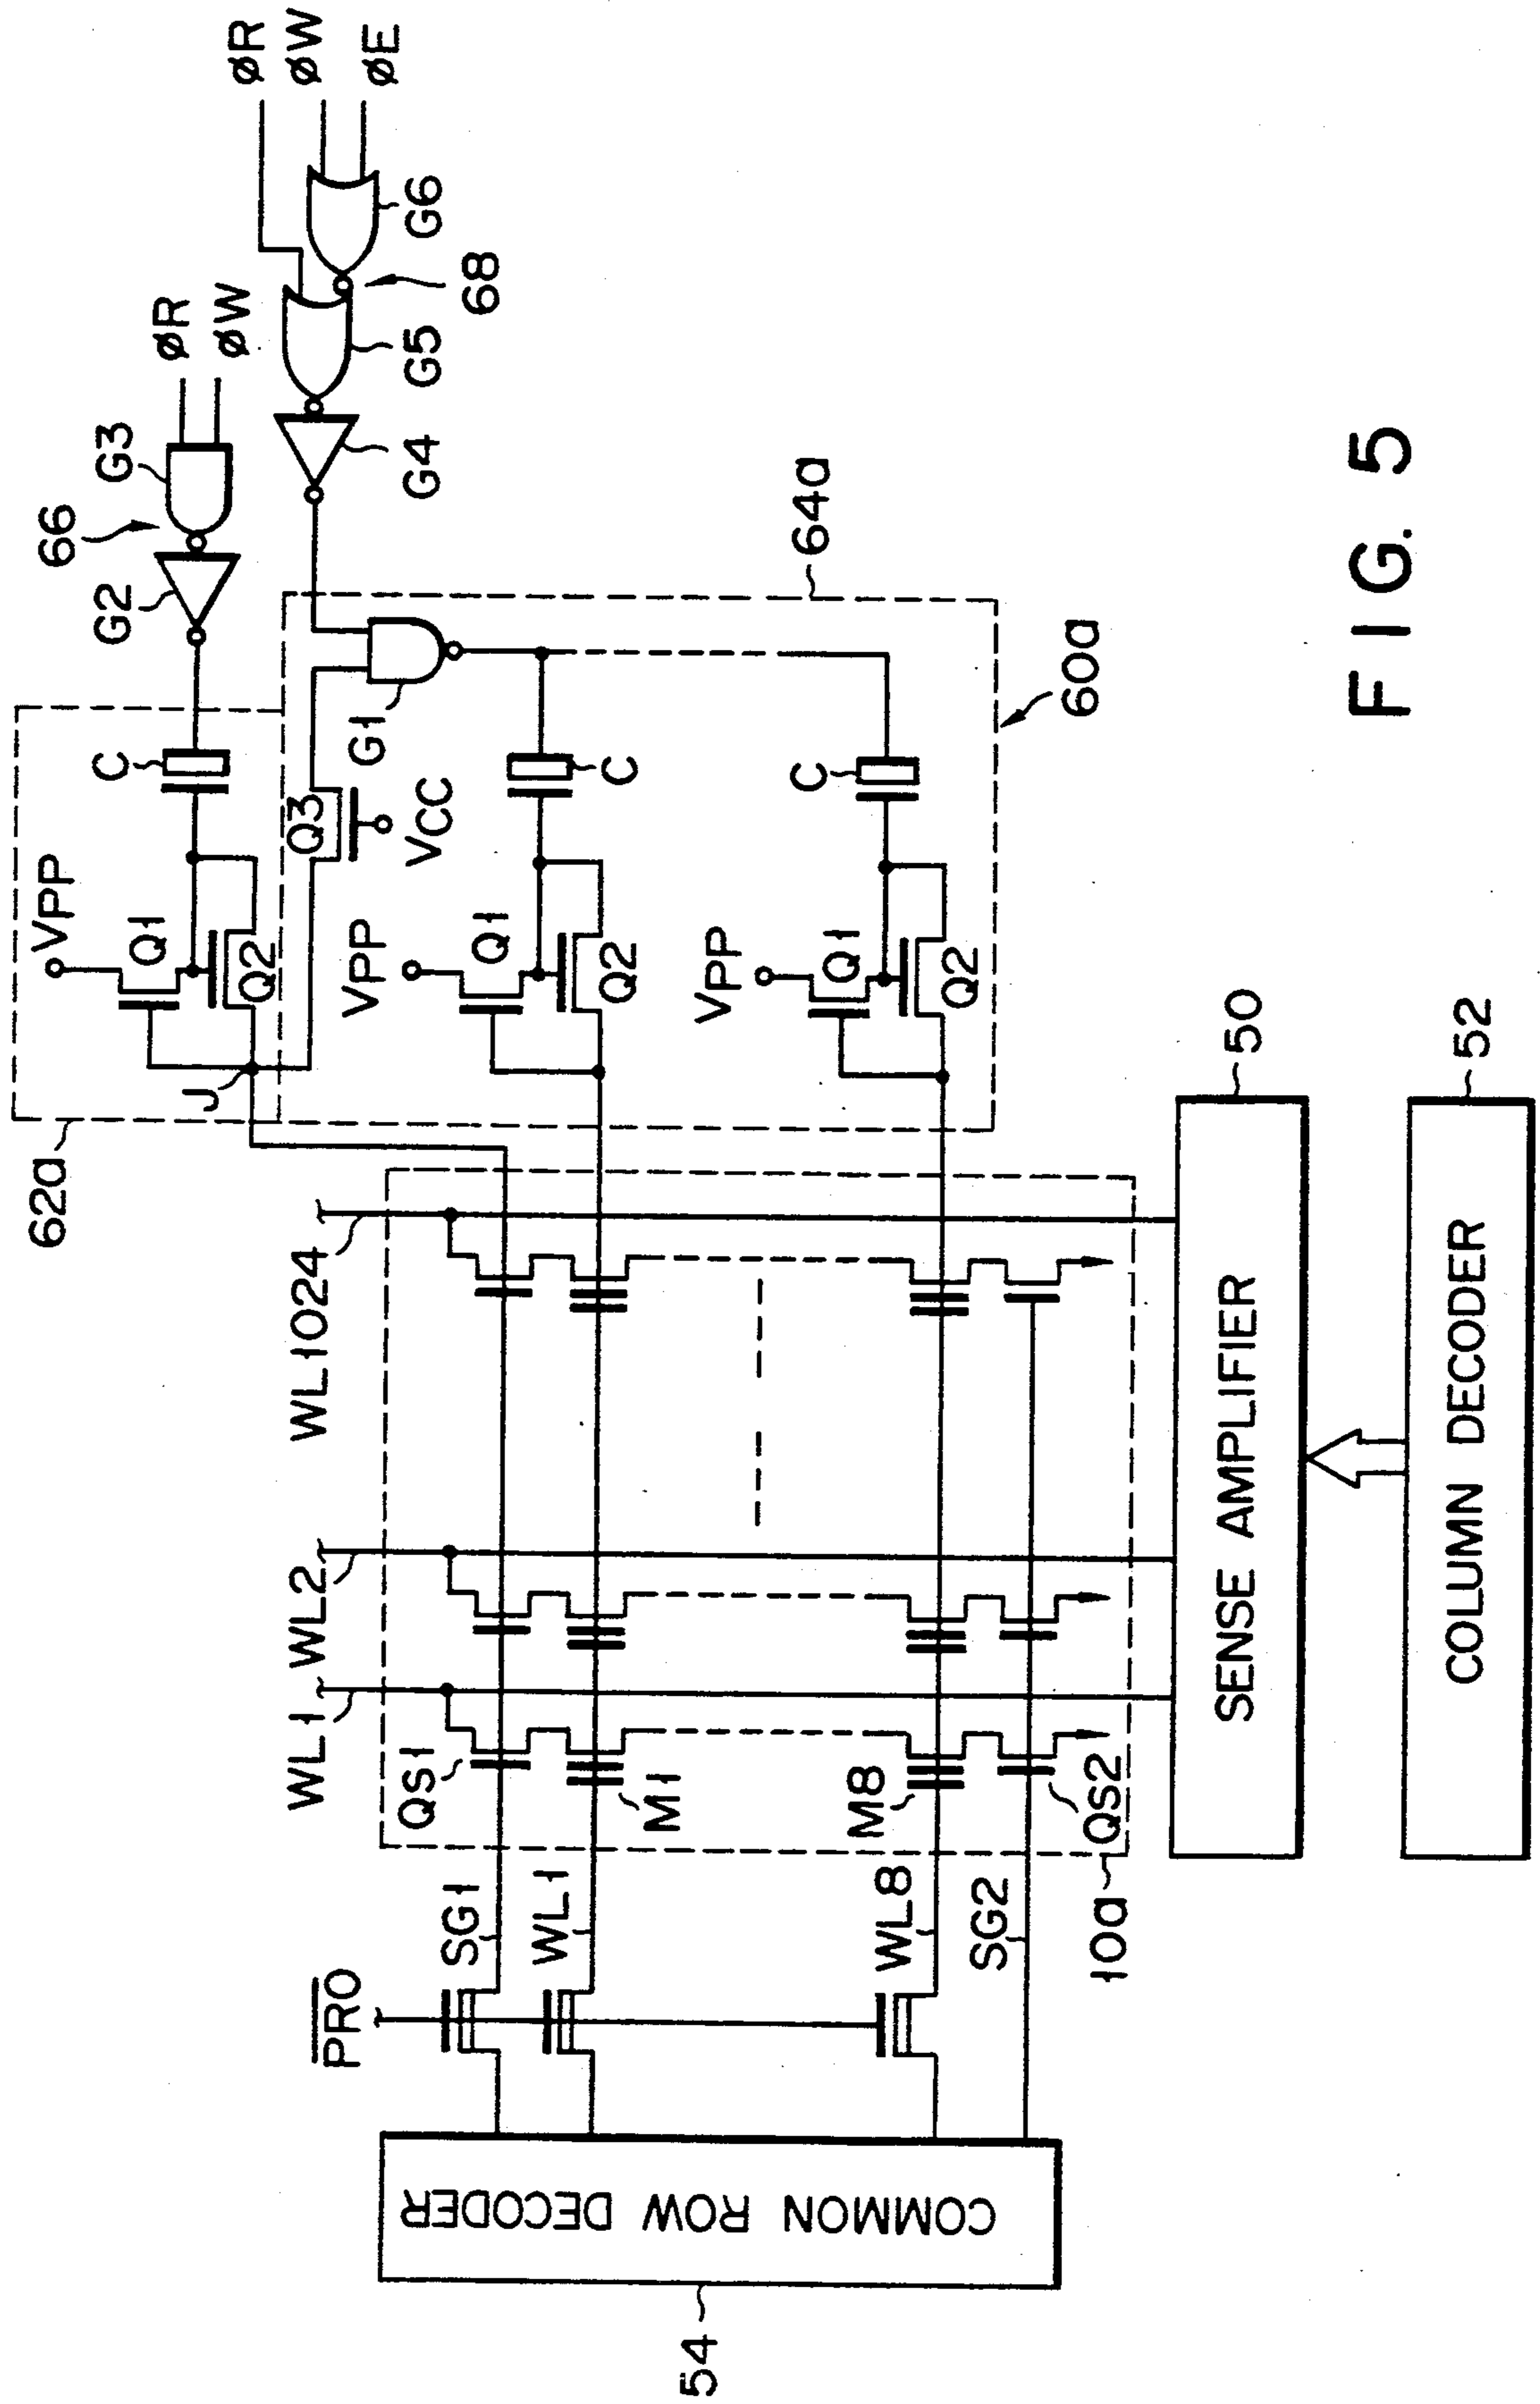 62a
VPP
Q1
Q2
J
C
G2
66
G3
ØR
ØW
Q3
VCC
G1
G4
G5
68
G6
ØR
ØW
ØE
VPP
Q1
Q2
C
VPP
Q1
Q2
C
64a
60a
PRO
WL1
WL2
WL1024
SG1
WL1
WL8
SG2
QS1
M1
M8
QS2
10a
COMMON ROW DECODER
54
SENSE AMPLIFIER
50
COLUMN DECODER
52
FIG. 5